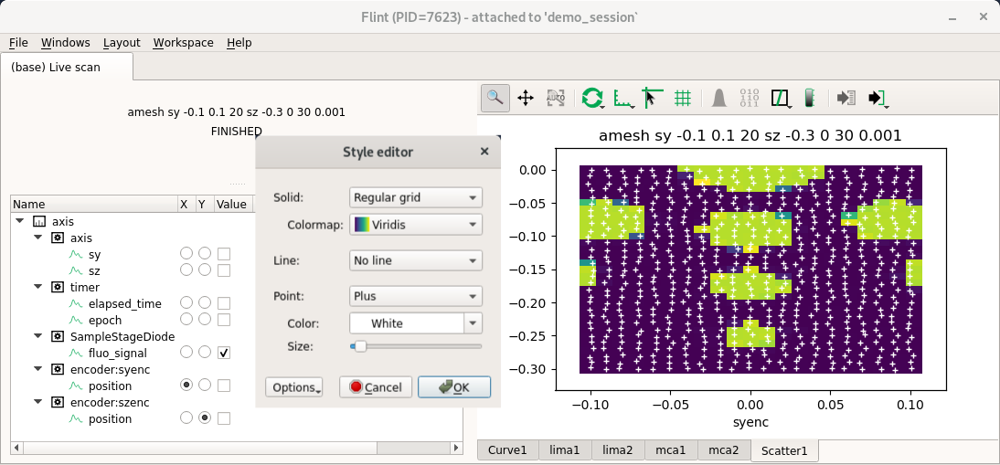 Flint (PID=7623) - attached to 'demo_session`
File Windows Layout Workspace Help
(base) Live scan
amesh sy -0.1 0.1 20 sz -0.3 0 30 0.001
FINISHED
Name X Y Value
axis
axis
sy
sz
timer
elapsed_time
epoch
SampleStageDiode
fluo_signal
encoder:syenc
position
encoder:szenc
position
Style editor
Solid: Regular grid
Colormap: Viridis
Line: No line
Point: Plus
Color: White
Size:
Options
Cancel
OK
AUTO
010
110
011
amesh sy -0.1 0.1 20 sz -0.3 0 30 0.001
0.00
−0.05
−0.10
−0.15
−0.20
−0.25
−0.30
−0.10 −0.05 0.00 0.05 0.10
syenc
Curve1 lima1 lima2 mca1 mca2 Scatter1